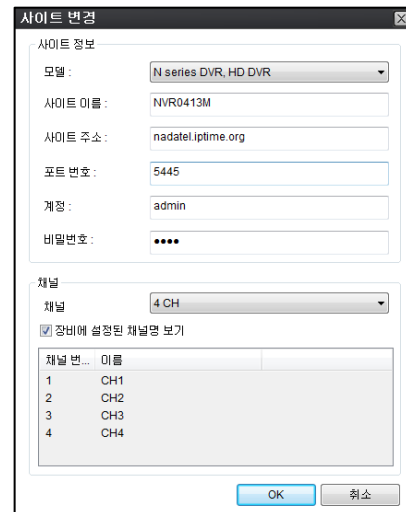 사이트 변경
사이트 정보
모델 : N series DVR, HD DVR
사이트 이름 : NVR0413M
사이트 주소 : nadatel.iptime.org
포트 번호 : 5445
계정 : admin
비밀번호 : ●●●●
채널
채널 4 CH
장비에 설정된 채널명 보기
채널 번... 이름
1 CH1
2 CH2
3 CH3
4 CH4
OK 취소